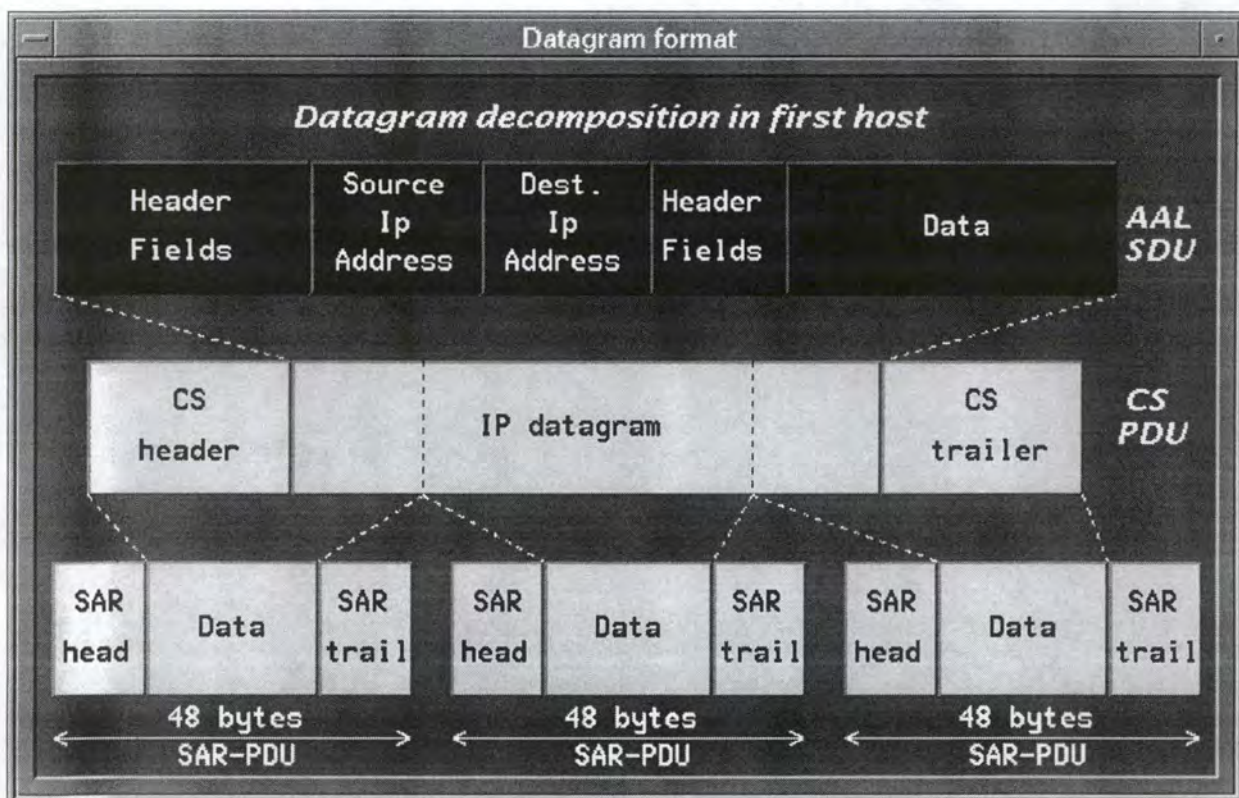 Datagram format
Datagram decomposition in first host
Header
Fields
Source
Ip
Address
Dest.
Ip
Address
Header
Fields
Data
AAL
SDU
CS
header
IP datagram
CS
trailer
CS
PDU
SAR
head
Data
SAR
trail
SAR
head
Data
SAR
trail
SAR
head
Data
SAR
trail
48 bytes
SAR-PDU
48 bytes
SAR-PDU
48 bytes
SAR-PDU